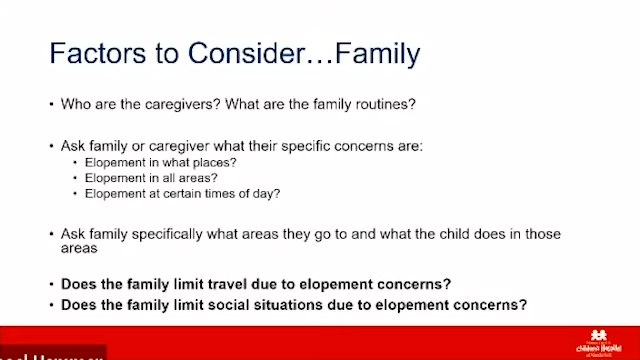 Factors to Consider…Family
• Who are the caregivers? What are the family routines?
• Ask family or caregiver what their specific concerns are:
• Elopement in what places?
• Elopement in all areas?
• Elopement at certain times of day?
• Ask family specifically what areas they go to and what the child does in those
areas
• Does the family limit travel due to elopement concerns?
• Does the family limit social situations due to elopement concerns?